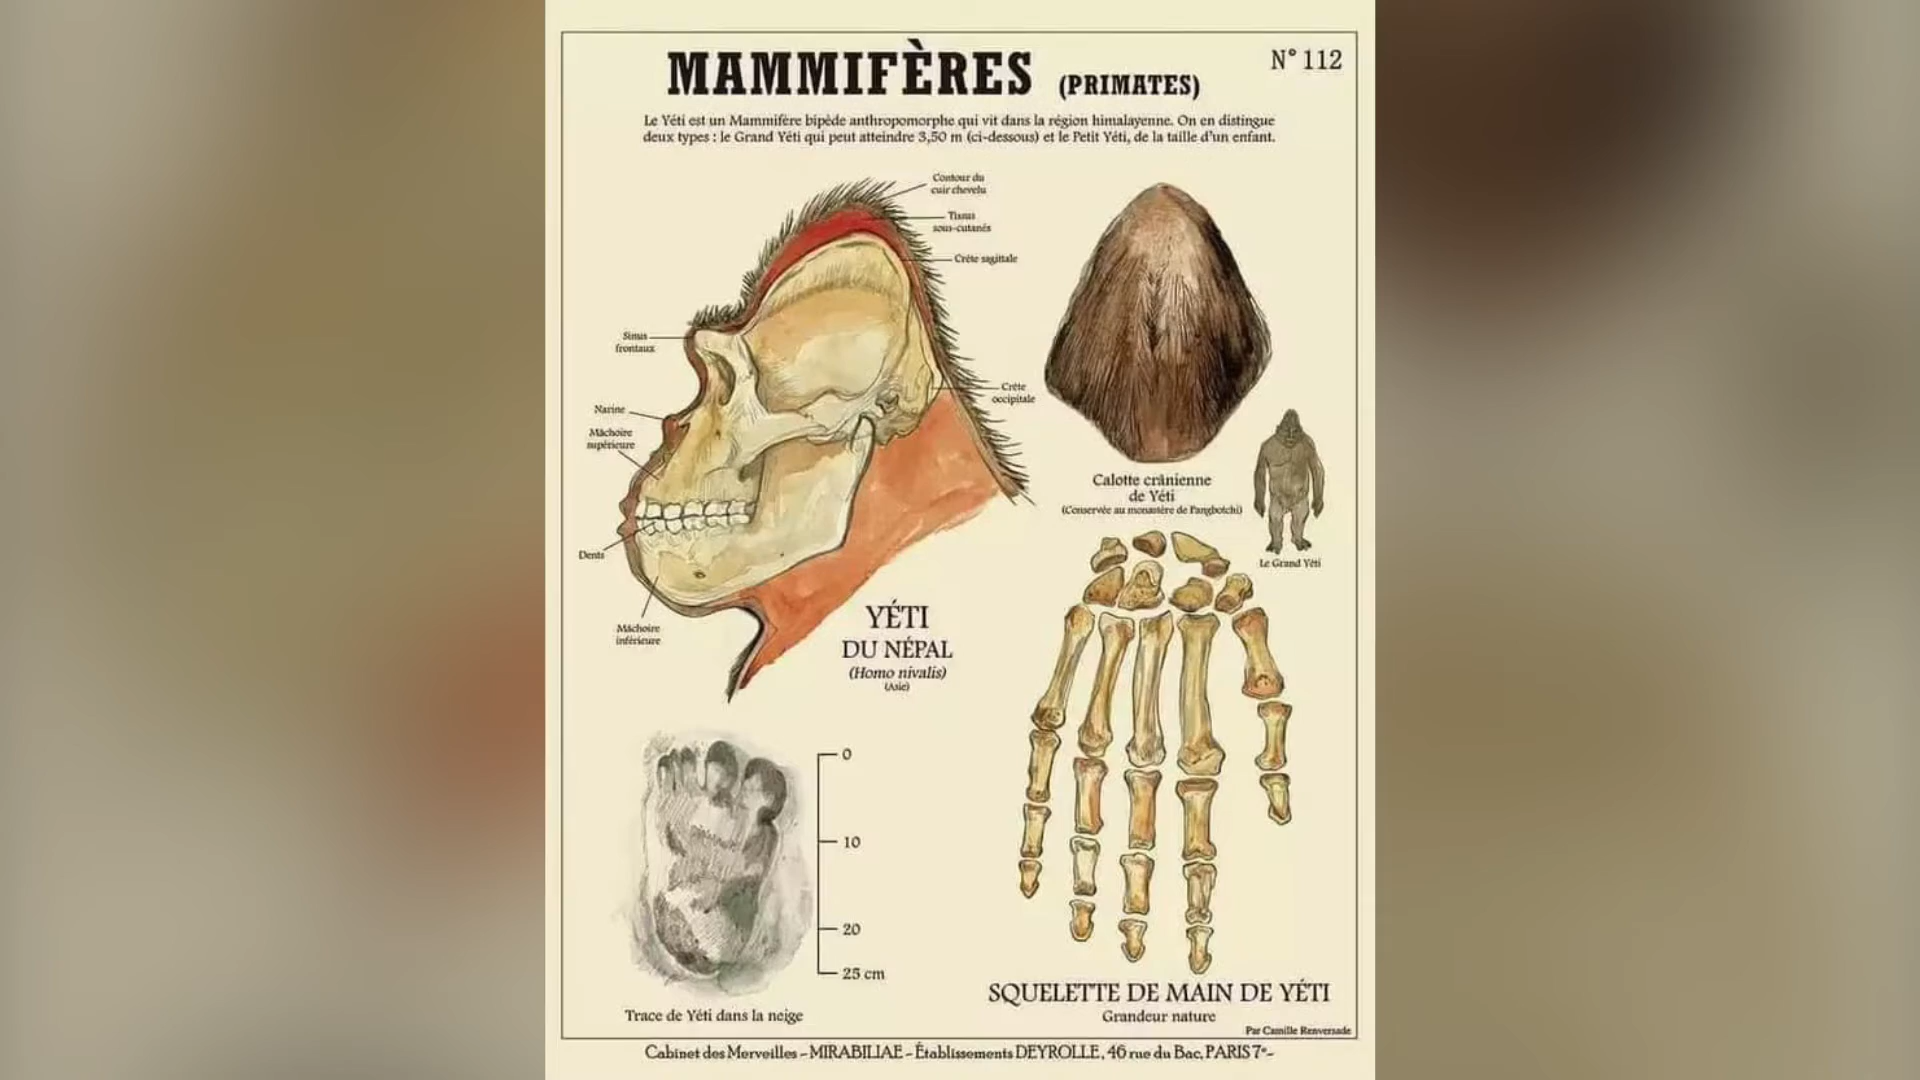 MAMMIFÈRES (PRIMATES)
N° 112
Le Yéti est un Mammifère bipède anthropomorphe qui vit dans la région himalayenne. On en distingue
deux types : le Grand Yéti qui peut atteindre 3,50 m (ci-dessous) et le Petit Yéti, de la taille d'un enfant.
Contour du
cuir chevelu
Tissus
sous-cutanés
Crête sagittale
Sinus
frontaux
Crête
occipitale
Narine
Mâchoire
supérieure
Dents
Mâchoire
inférieure
Calotte crânienne
de Yéti
(Conservée au monastère de Pangbotchi)
Le Grand Yéti
YÉTI
DU NÉPAL
(Homo nivalis)
(Asie)
0
10
20
25 cm
Trace de Yéti dans la neige
SQUELETTE DE MAIN DE YÉTI
Grandeur nature
Par Camille Renversade
Cabinet des Merveilles - MIRABILIAE - Établissements DEYROLLE, 46 rue du Bac, PARIS 7e-